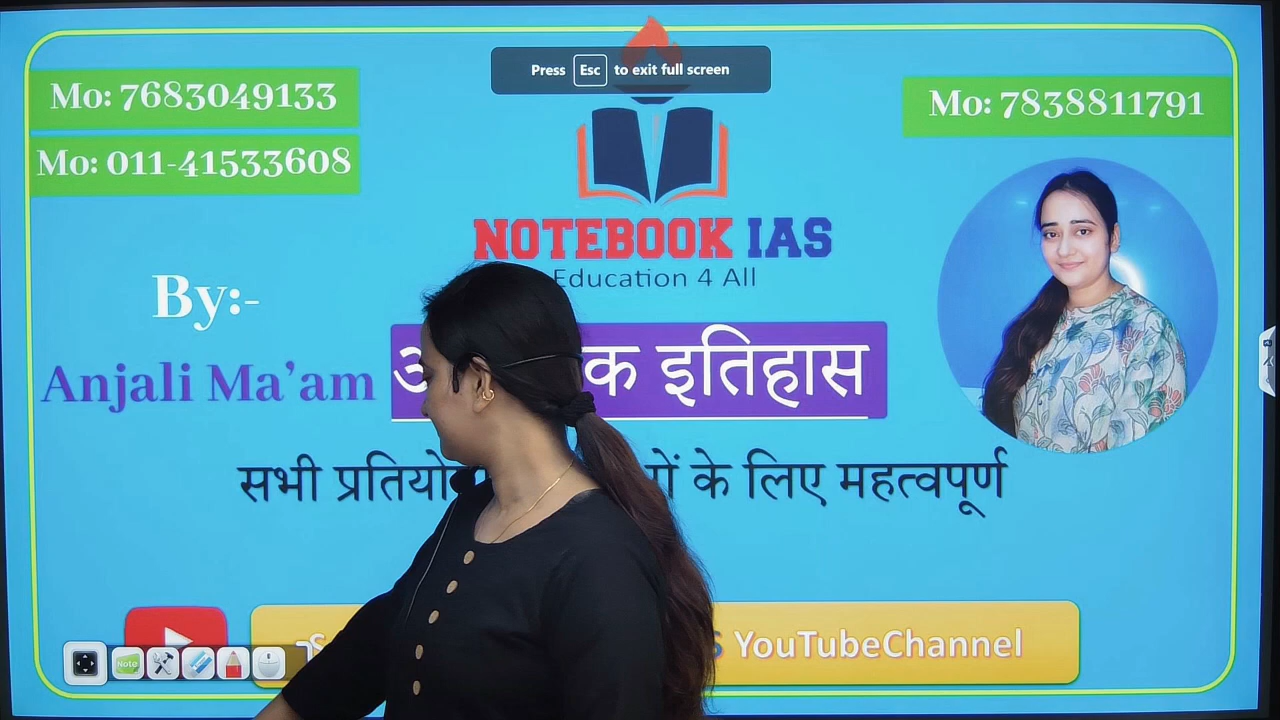 Press Esc to exit full screen
Mo: 7683049133
Mo: 7838811791
Mo: 011-41533608
NOTEBOOK IAS
Education 4 All
By:-
Anjali Ma'am
इतिहास
सभी के लिए महत्वपूर्ण
Note
YouTubeChannel